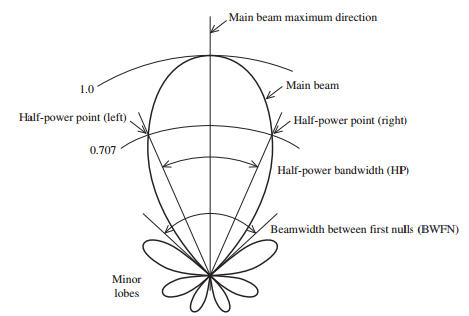 Main beam maximum direction
1.0
Main beam
Half-power point (left)
Half-power point (right)
0.707
Half-power bandwidth (HP)
Beamwidth between first nulls (BWFN)
Minor
lobes